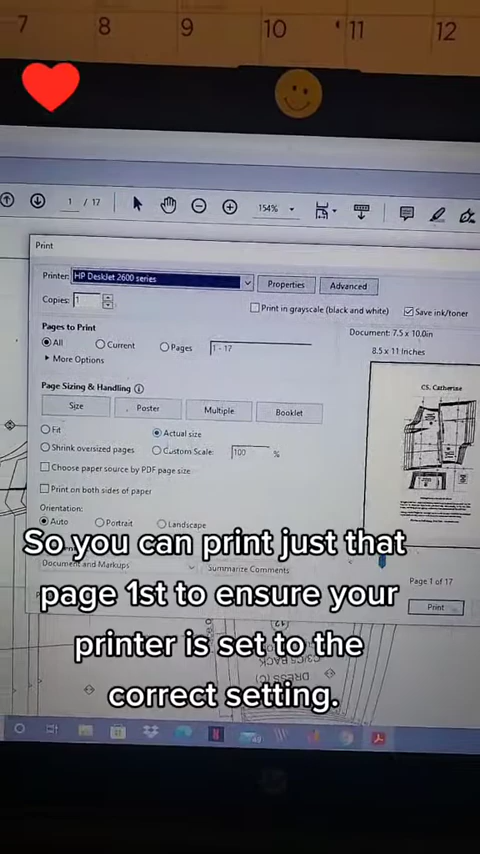 7 8 9 10 11 12
1 / 17 154%
Print
Printer: HP DeskJet 2600 series Properties Advanced
Copies: 1 Print in grayscale (black and white) Save ink/toner
Pages to Print Document: 7.5 x 10.0in
All Current Pages 1 - 17 8.5 x 11 Inches
More Options
Page Sizing & Handling
CS. Catherine
Size Poster Multiple Booklet
Fit Actual size
Shrink oversized pages Custom Scale: 100 %
Choose paper source by PDF page size
Print on both sides of paper
Orientation:
Auto Portrait Landscape
So you can print just that
Document and Markups Summarize Comments
Page 1 of 17
page 1st to ensure your
Print
printer is set to the
correct setting.
DRESS (C)